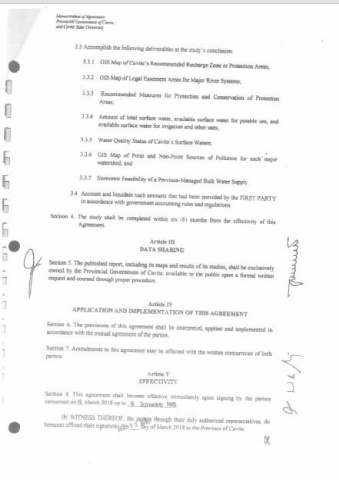 Memorandum of Agreement
Provincial Government of Cavite
and Cavite State University
3.3 Accomplish the following deliverables at the study's conclusion:
3.3.1 GIS Map of Cavite's Recommended Recharge Zone or Protection Areas;
3.3.2 GIS Map of Legal Easement Areas for Major River Systems;
3.3.3 Recommended Measures for Protection and Conservation of Protection
Areas;
3.3.4 Amount of total surface water, available surface water for potable use, and
available surface water for irrigation and other uses;
3.3.5 Water Quality Status of Cavite's Surface Waters;
3.3.6 GIS Map of Point and Non-Point Sources of Pollution for each major
watershed, and
3.3.7 Economic Feasibility of a Province-Managed Bulk Water Supply
3.4 Account and liquidate such amounts that had been provided by the FIRST PARTY
in accordance with government accounting rules and regulations.
Section 4. The study shall be completed within six (6) months from the effectivity of this
Agreement.
Article III
DATA SHARING
Section 5. The published report, including its maps and results of its studies, shall be exclusively
owned by the Provincial Government of Cavite, available to the public upon a formal written
request and coursed through proper procedure.
Article IV
APPLICATION AND IMPLEMENTATION OF THIS AGREEMENT
Section 6. The provisions of this agreement shall be interpreted, applied and implemented in
accordance with the mutual agreement of the parties.
Section 7. Amendments to this agreement may be effected with the written concurrence of both
parties.
Article V
EFFECTIVITY
Section 8. This agreement shall become effective immediately upon signing by the parties
concerned on March 2018 up to September
IN WITNESS THEREOF, the parties through their duly authorized representatives, do
hereunto affixed their signatures day of March 2018 in the Province of Cavite.